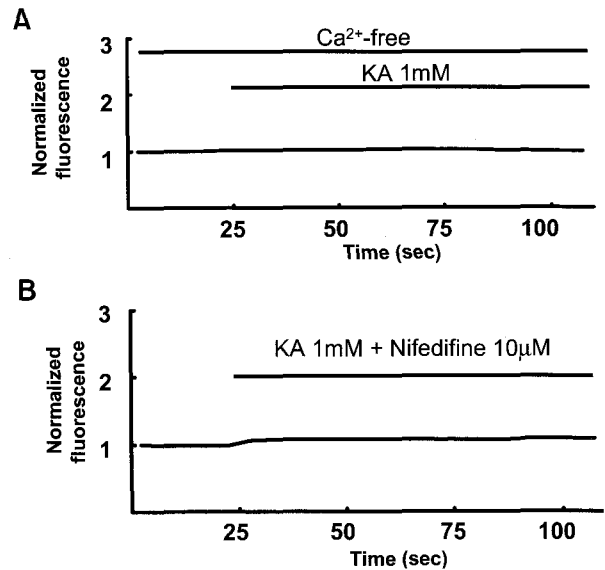 A
3
2
1
Normalized
fluorescence
Ca²⁺-free
KA 1mM
25
50
75
100
Time (sec)
B
3
2
1
Normalized
fluorescence
KA 1mM + Nifedifine 10µM
25
50
75
100
Time (sec)